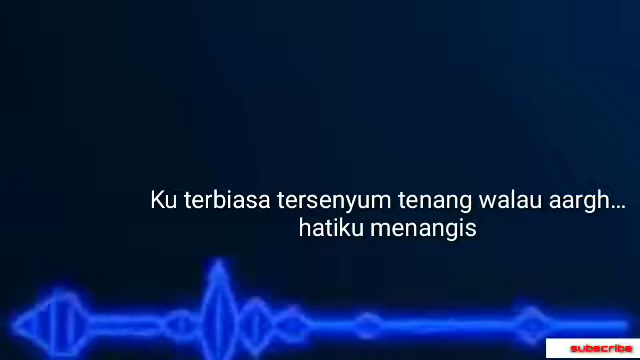 Ku terbiasa tersenyum tenang walau aargh...
hatiku menangis
subscribe